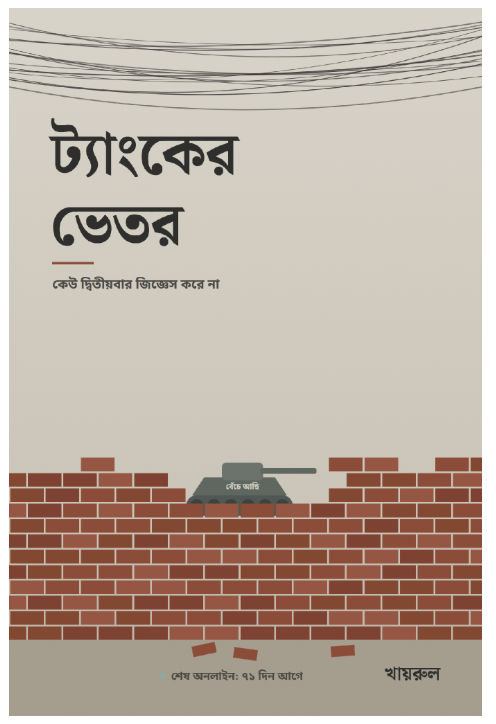 ট্যাংকের
ভেতর
কেউ দ্বিতীয়বার জিজ্ঞেস করে না
বেঁচে আছি
শেষ অনলাইন: ৭১ দিন আগে
খায়রুল